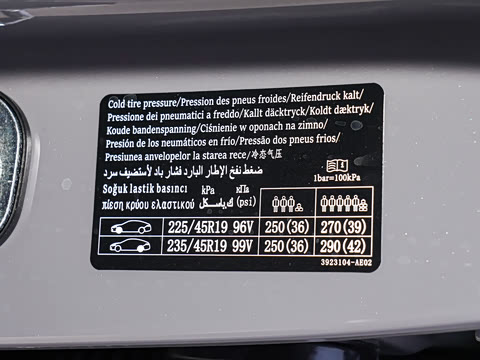 Cold tire pressure/Pression des pneus froides/Reifendruck kalt/
Pressione dei pneumatici a freddo/Kallt däcktryck/Koldt dæktryk/
Koude bandenspanning/Ciśnienie w oponach na zimno/
Presión de los neumáticos en frío/Pressão dos pneus frios/
Presiunea anvelopelor la starea rece/冷态气压
ضغط نفخ الإطار البارد فشار باد لاستیف سرد
1bar=100kPa
Soğuk lastik basıncı kPa кПа
πίεση κρύου ελαστικού كيلوباسكل (psi)
225/45R19 96V 250(36) 270(39)
235/45R19 99V 250(36) 290(42)
3923104-AE02